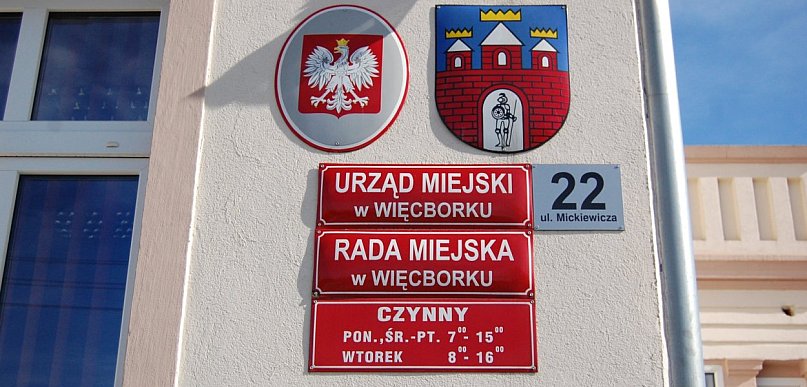 URZĄD MIEJSKI
w WIĘCBORKU
22
ul. Mickiewicza
RADA MIEJSKA
w WIĘCBORKU
CZYNNY
PON.,ŚR.-PT. 7⁰⁰- 15⁰⁰
WTOREK 8⁰⁰- 16⁰⁰